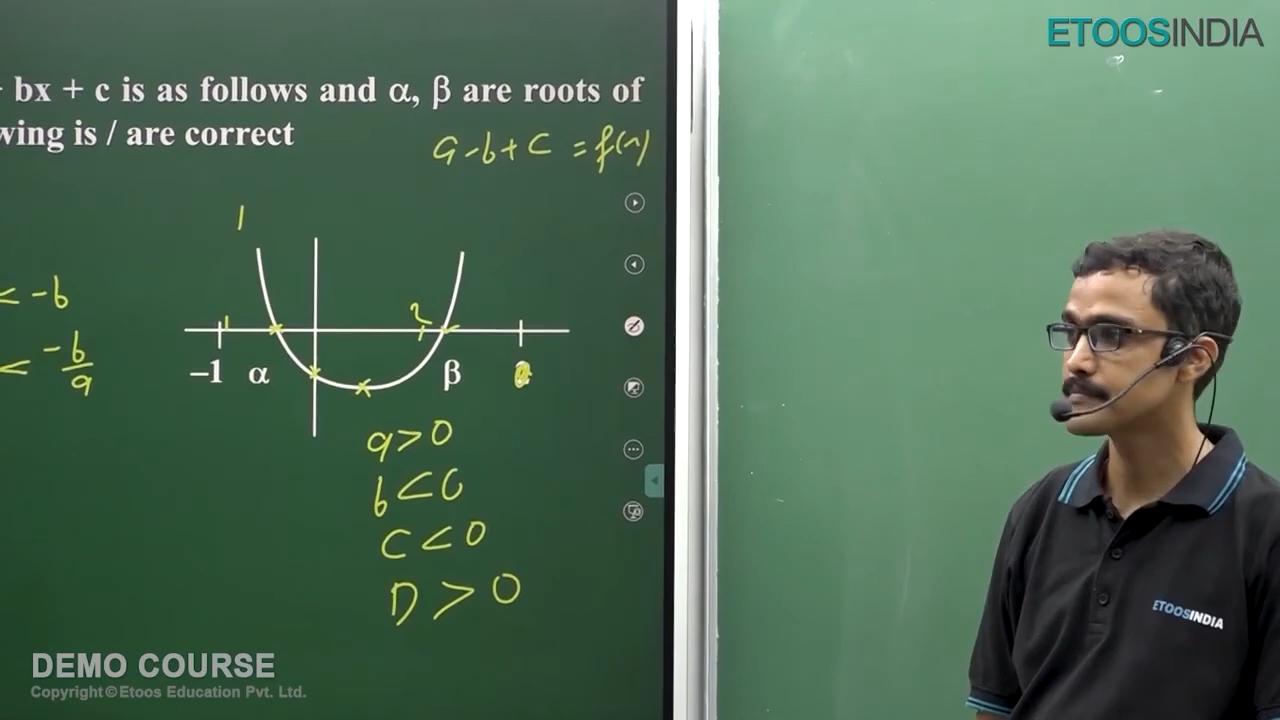 ETOOSINDIA
bx + c is as follows and α, β are roots of
wing is / are correct
a-b+c = f(-1)
1
< -b
< -b/a
2
-1 α β
a>0
b<0
c<0
D>0
ETOOSINDIA
DEMO COURSE
Copyright © Etoos Education Pvt. Ltd.